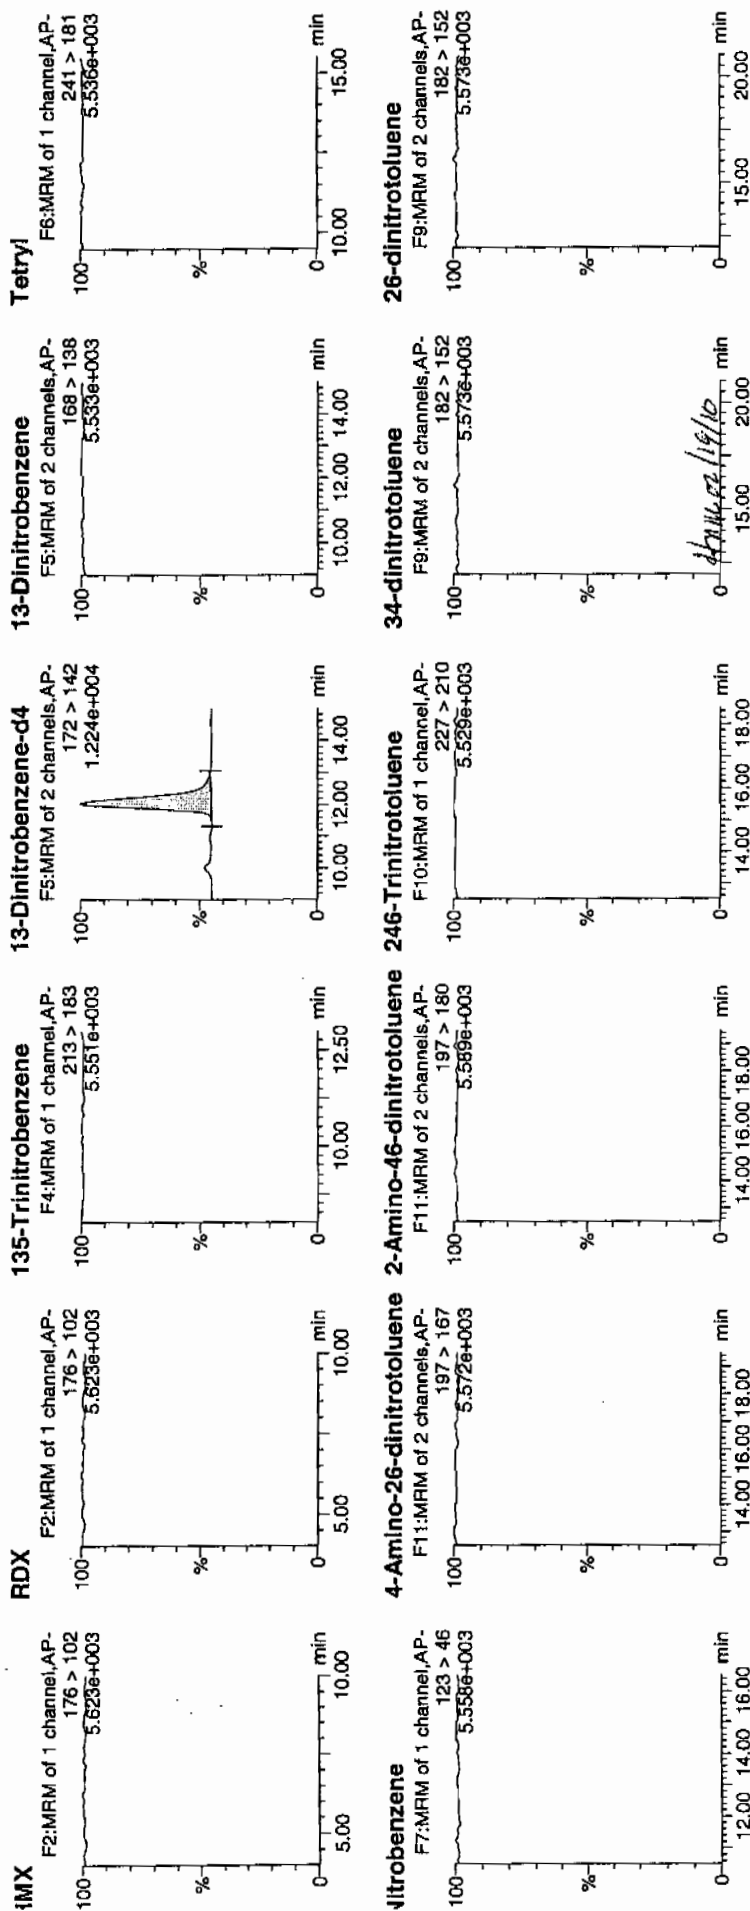 HMX
F2:MRM of 1 channel,AP-
176 > 102
5.623e+003
100
%
0
5.00 10.00 min
RDX
F2:MRM of 1 channel,AP-
176 > 102
5.623e+003
100
%
0
5.00 10.00 min
135-Trinitrobenzene
F4:MRM of 1 channel,AP-
213 > 183
5.551e+003
100
%
0
10.00 12.50 min
13-Dinitrobenzene-d4
F5:MRM of 2 channels,AP-
172 > 142
1.224e+004
100
%
0
10.00 12.00 14.00 min
13-Dinitrobenzene
F5:MRM of 2 channels,AP-
168 > 138
5.533e+003
100
%
0
10.00 12.00 14.00 min
Tetryl
F6:MRM of 1 channel,AP-
241 > 181
5.536e+003
100
%
0
10.00 15.00 min
Nitrobenzene
F7:MRM of 1 channel,AP-
123 > 46
5.558e+003
100
%
0
12.00 14.00 16.00 min
4-Amino-26-dinitrotoluene
F11:MRM of 2 channels,AP-
197 > 167
5.572e+003
100
%
0
14.00 16.00 18.00 min
2-Amino-46-dinitrotoluene
F11:MRM of 2 channels,AP-
197 > 180
5.589e+003
100
%
0
14.00 16.00 18.00 min
246-Trinitrotoluene
F10:MRM of 1 channel,AP-
227 > 210
5.529e+003
100
%
0
14.00 16.00 18.00 min
34-dinitrotoluene
F9:MRM of 2 channels,AP-
182 > 152
5.573e+003
100
%
02/19/10
0
15.00 20.00 min
26-dinitrotoluene
F9:MRM of 2 channels,AP-
182 > 152
5.573e+003
100
%
0
15.00 20.00 min